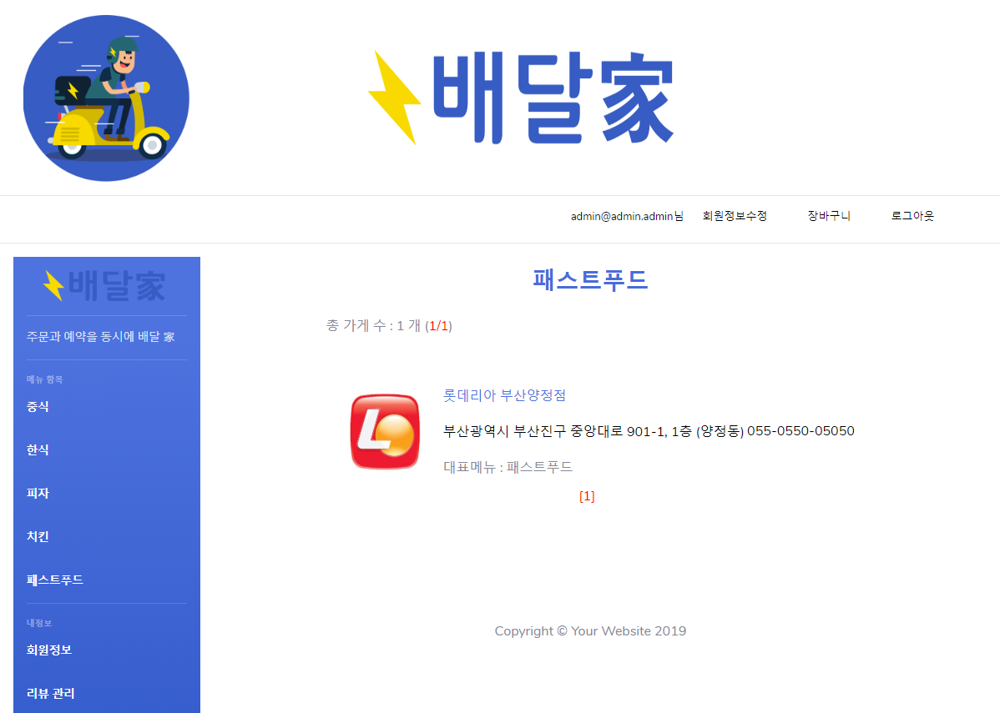 배달家
admin@admin.admin님 회원정보수정 장바구니 로그아웃
배달家
주문과 예약을 동시에 배달 家
메뉴 항목
중식
한식
피자
치킨
패스트푸드
내정보
회원정보
리뷰 관리
패스트푸드
총 가게 수 : 1 개 (1/1)
L
롯데리아 부산양정점
부산광역시 부산진구 중앙대로 901-1, 1층 (양정동) 055-0550-05050
대표메뉴 : 패스트푸드
[1]
Copyright © Your Website 2019